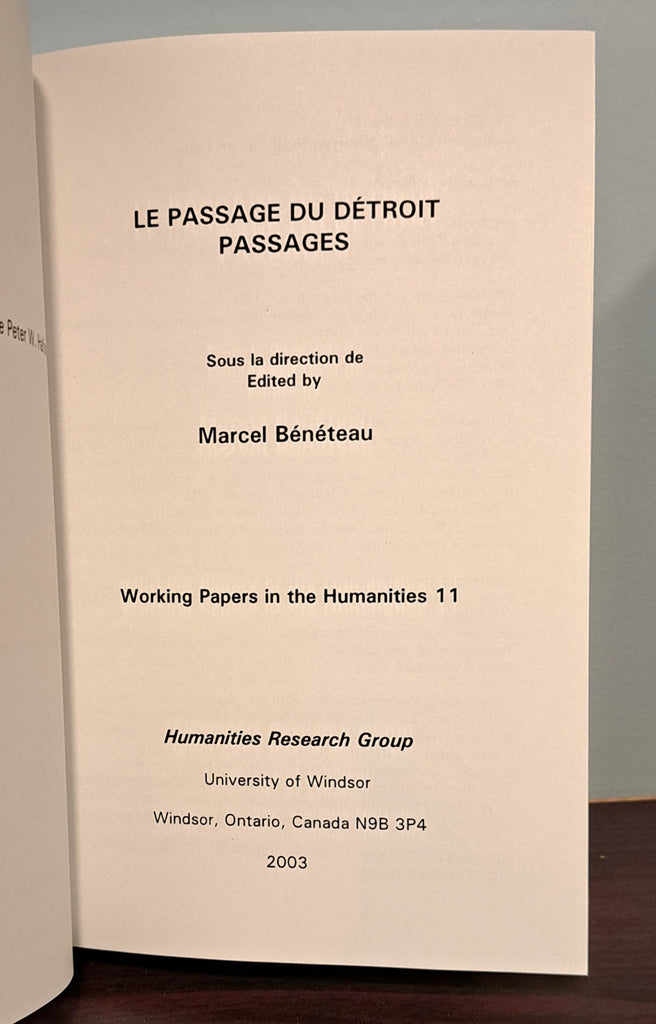 Peter W.
LE PASSAGE DU DÉTROIT
PASSAGES
Sous la direction de
Edited by
Marcel Bénéteau
Working Papers in the Humanities 11
Humanities Research Group
University of Windsor
Windsor, Ontario, Canada N9B 3P4
2003